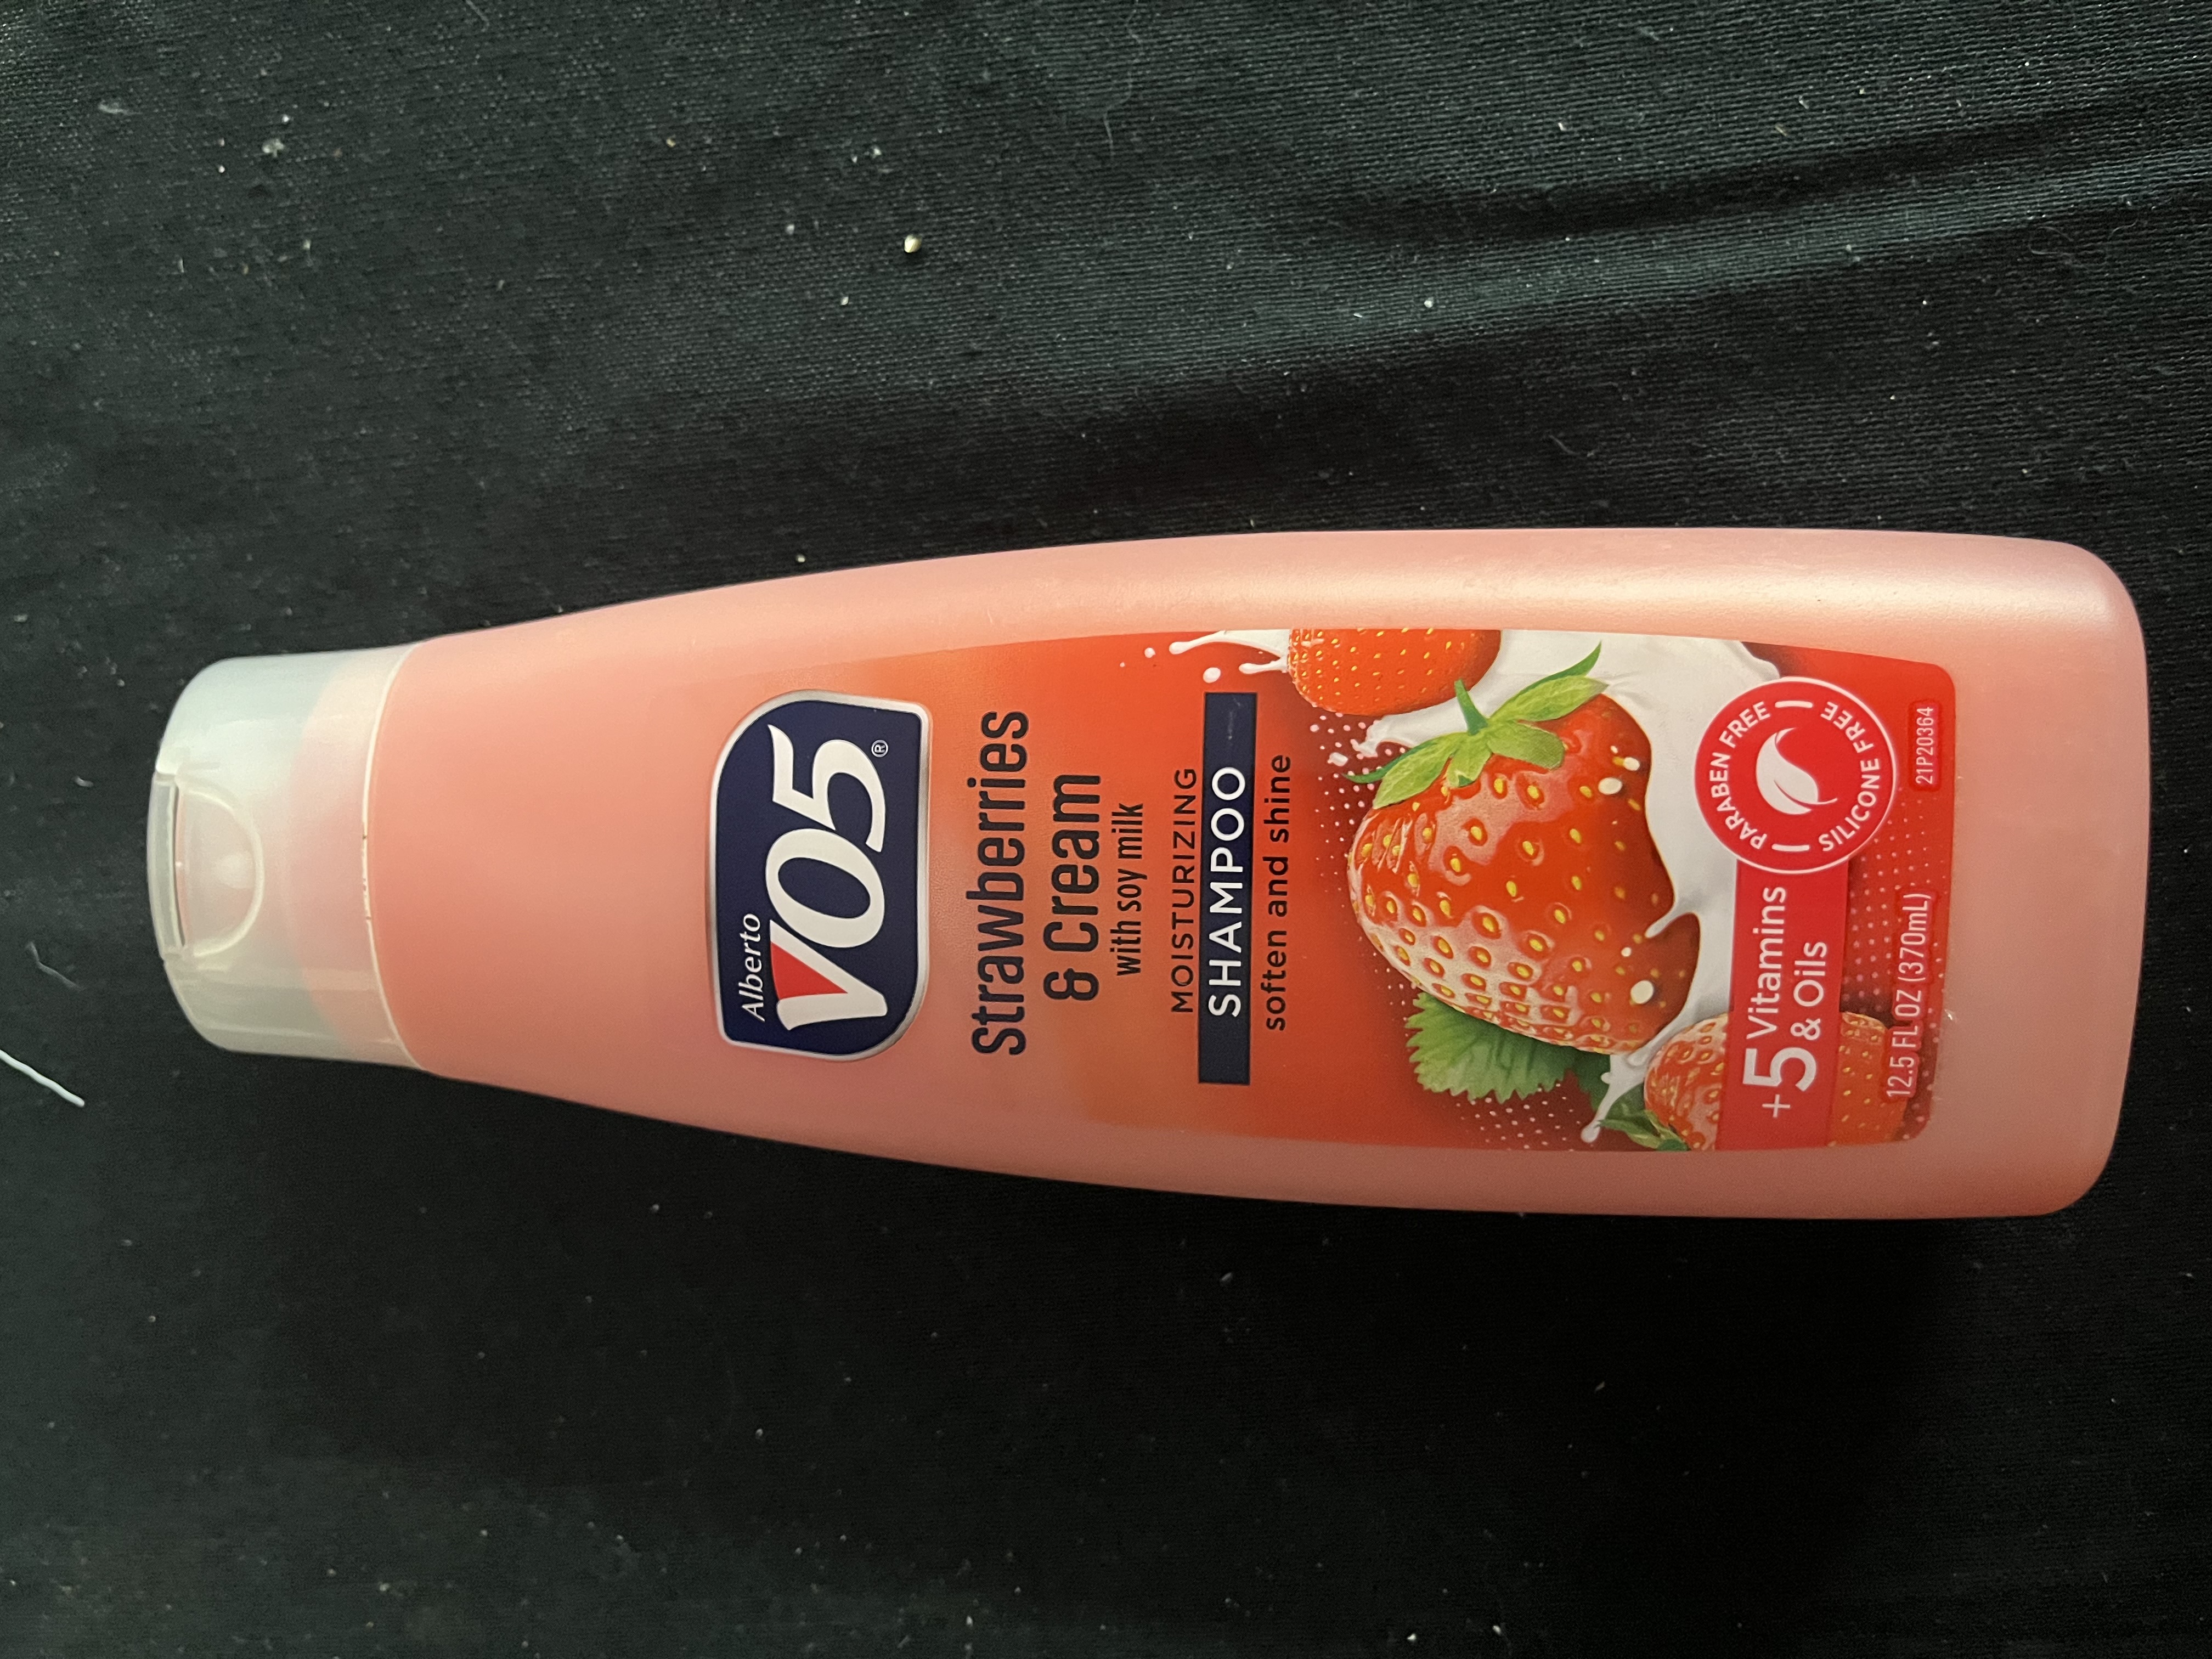 Alberto
VO5®
Strawberries
& Cream
with soy milk
MOISTURIZING
SHAMPOO
soften and shine
PARABEN FREE
SILICONE FREE
+5 Vitamins
& Oils
12.5 FL OZ (370mL)
21P20364